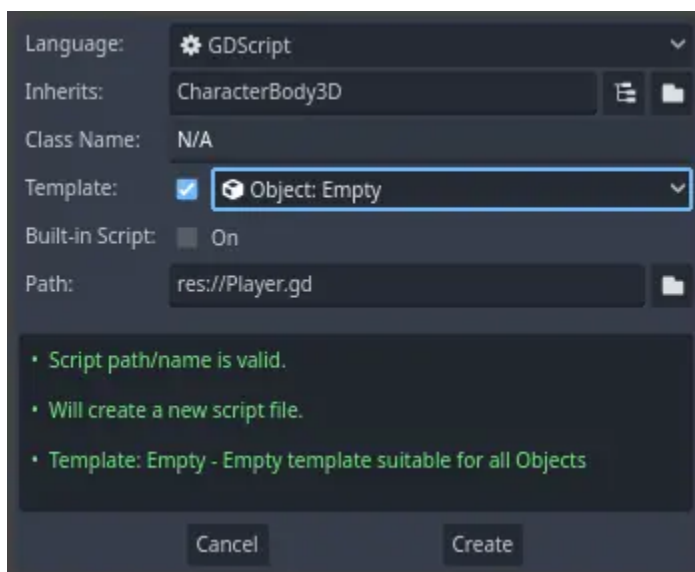 Language: GDScript
Inherits: CharacterBody3D
Class Name: N/A
Template: Object: Empty
Built-in Script: On
Path: res://Player.gd
• Script path/name is valid.
• Will create a new script file.
• Template: Empty - Empty template suitable for all Objects
Cancel Create